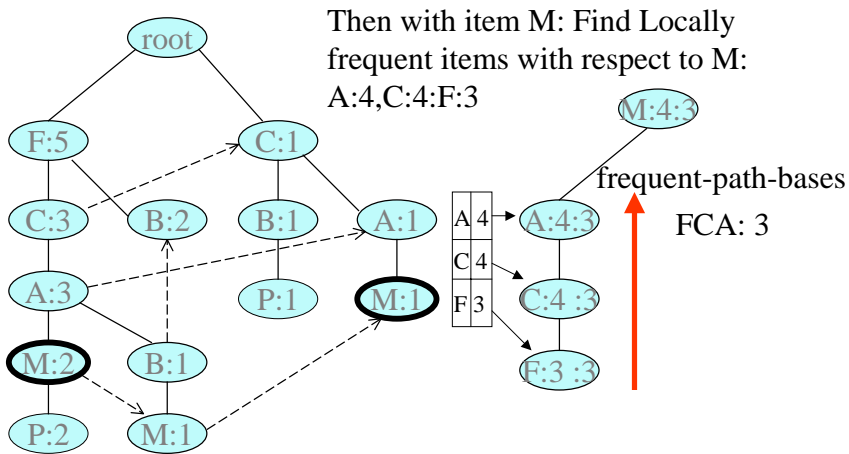 Then with item M: Find Locally
frequent items with respect to M:
A:4,C:4:F:3
root
F:5
C:1
C:3
B:2
B:1
A:1
A:3
P:1
M:1
M:2
B:1
P:2
M:1
M:4:3
frequent-path-bases
FCA: 3
A 4
C 4
F 3
A:4:3
C:4 :3
F:3 :3